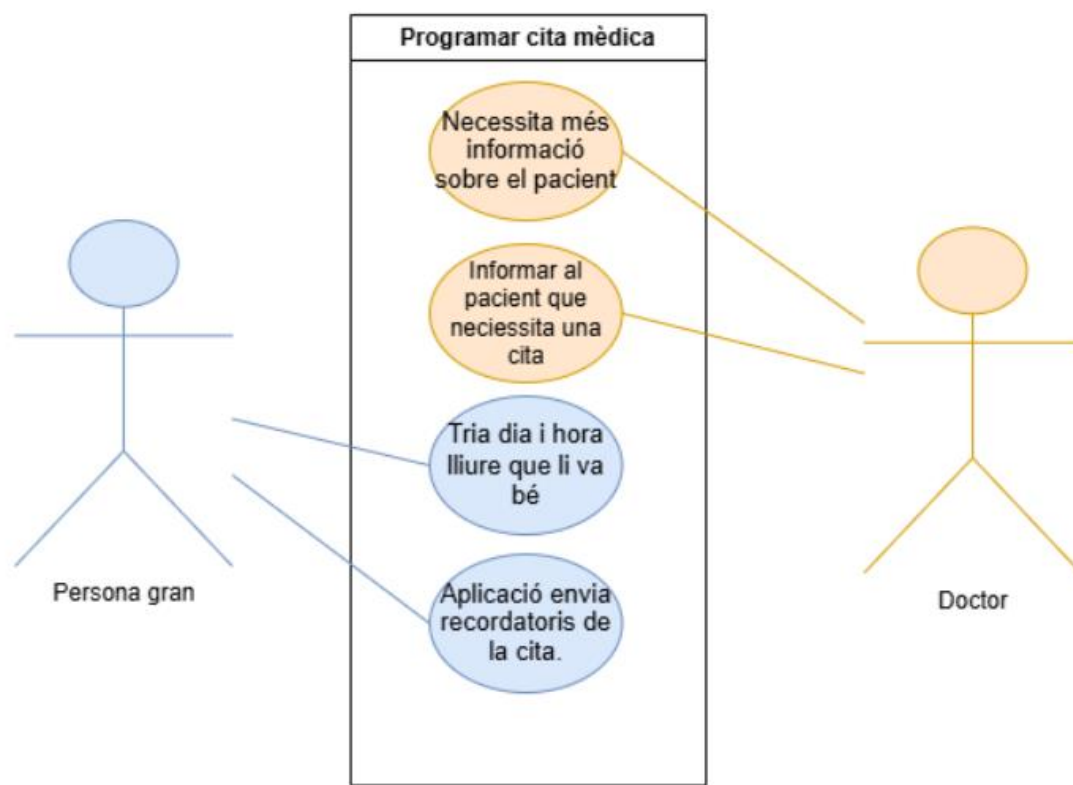 Programar cita mèdica
Necessita més
informació
sobre el pacient
Informar al
pacient que
neciessita una
cita
Tria dia i hora
lliure que li va
bé
Aplicació envia
recordatoris de
la cita.
Persona gran
Doctor